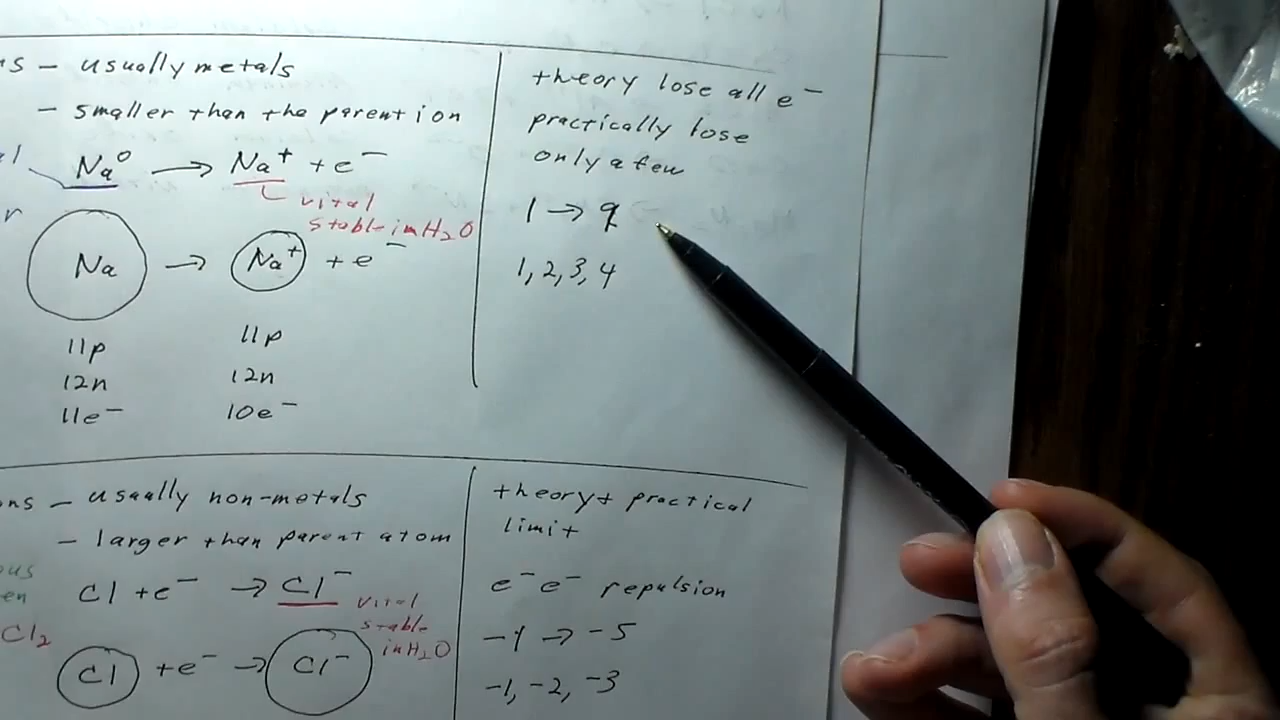 ns – usually metals
– smaller than the parent ion
Na⁰ → Na⁺ + e⁻
vital
stable in H₂O
Na → Na⁺ + e⁻
11p 11p
12n 12n
11e⁻ 10e⁻
theory lose all e⁻
practically lose
only a few
1 → 9
1, 2, 3, 4
ons – usually non-metals
– larger than parent atom
Cl + e⁻ → Cl⁻
vital
stable
in H₂O
Cl₂
Cl + e⁻ → Cl⁻
theory + practical
limit
e⁻ e⁻ repulsion
-1 → -5
-1, -2, -3